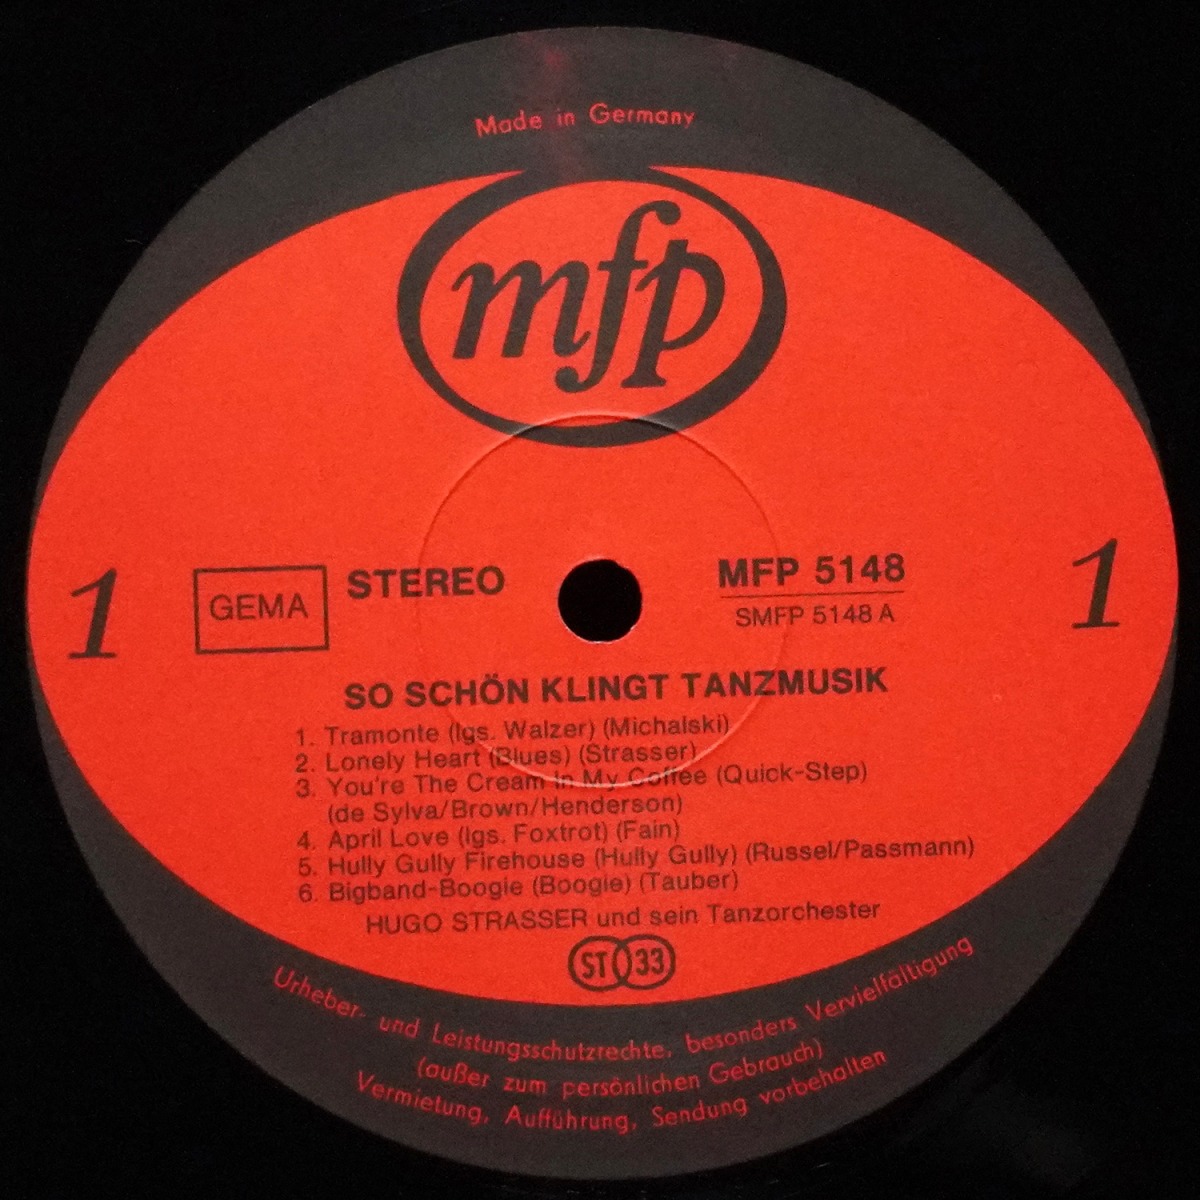 Made in Germany
mfp
1
GEMA
STEREO
MFP 5148
SMFP 5148 A
1
SO SCHÖN KLINGT TANZMUSIK
1. Tramonte (lgs. Walzer) (Michalski)
2. Lonely Heart (Blues) (Strasser)
3. You're The Cream In My Coffee (Quick-Step)
(de Sylva/Brown/Henderson)
4. April Love (lgs. Foxtrot) (Fain)
5. Hully Gully Firehouse (Hully Gully) (Russel/Passmann)
6. Bigband-Boogie (Boogie) (Tauber)
HUGO STRASSER und sein Tanzorchester
ST 33
Urheber- und Leistungsschutzrechte, besonders Vervielfältigung
(außer zum persönlichen Gebrauch)
Vermietung, Aufführung, Sendung vorbehalten